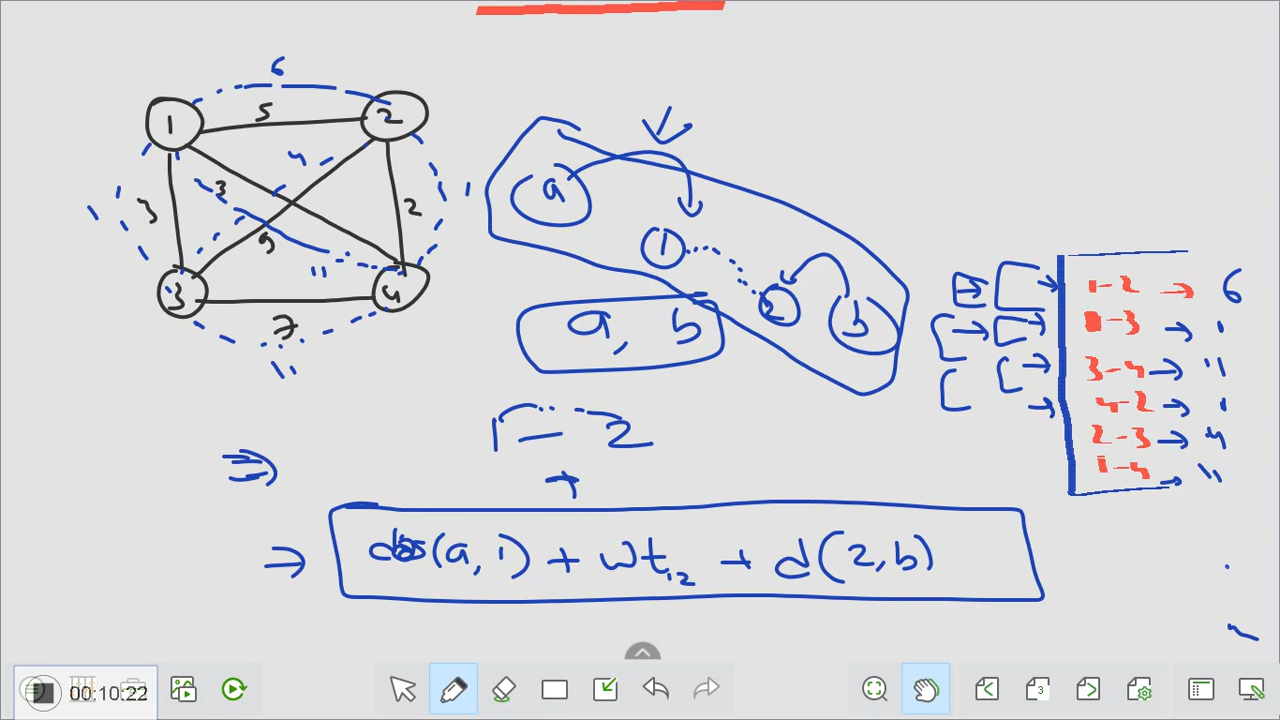 6
1 5 2
4
3 3 2 1
9
11
3 4
7
11
a
1
2 b
a, b
1 - 2
+
dis(a, 1) + wt12 + d(2, b)
1-2 → 6
1-3 → 1
3-4 → 11
4-2 → 1
2-3 → 4
1-4 → 11
00:10:22
3